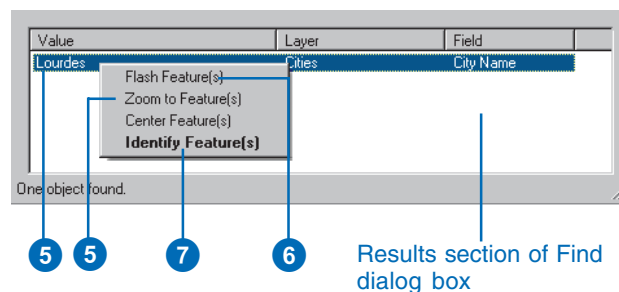 Value Layer Field
Lourdes Cities City Name
Flash Feature(s)
Zoom to Feature(s)
Center Feature(s)
Identify Feature(s)
One object found.
5 5 7 6
Results section of Find
dialog box